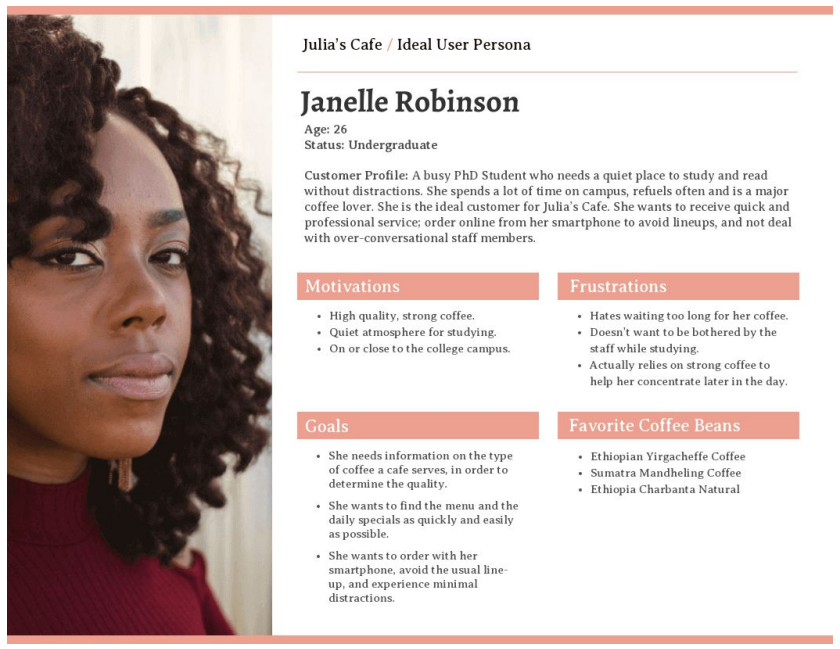 Julia's Cafe / Ideal User Persona
Janelle Robinson
Age: 26
Status: Undergraduate
Customer Profile: A busy PhD Student who needs a quiet place to study and read
without distractions. She spends a lot of time on campus, refuels often and is a major
coffee lover. She is the ideal customer for Julia's Cafe. She wants to receive quick and
professional service; order online from her smartphone to avoid lineups, and not deal
with over-conversational staff members.
Motivations
• High quality, strong coffee.
• Quiet atmosphere for studying.
• On or close to the college campus.
Frustrations
• Hates waiting too long for her coffee.
• Doesn't want to be bothered by the
staff while studying.
• Actually relies on strong coffee to
help her concentrate later in the day.
Goals
• She needs information on the type
of coffee a cafe serves, in order to
determine the quality.
• She wants to find the menu and the
daily specials as quickly and easily
as possible.
• She wants to order with her
smartphone, avoid the usual line-
up, and experience minimal
distractions.
Favorite Coffee Beans
• Ethiopian Yirgacheffe Coffee
• Sumatra Mandheling Coffee
• Ethiopia Charbanta Natural